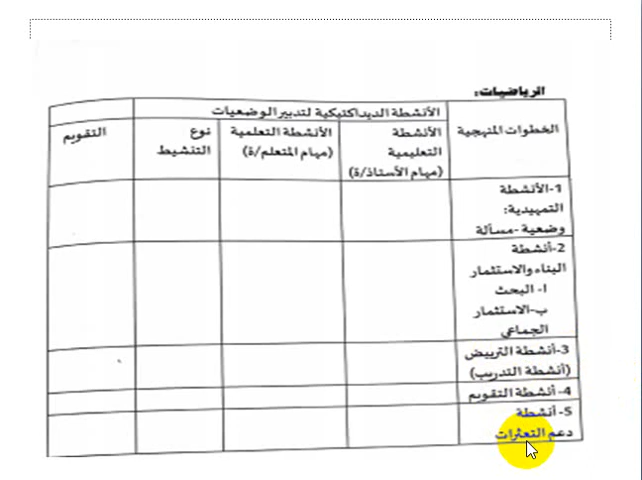 الرياضيات:
الأنشطة الديداكتيكية لتدبير الوضعيات
الخطوات المنهجية
الأنشطة
التعليمية
(مهام الأستاذ/ة)
الأنشطة التعلمية
(مهام المتعلم/ة)
نوع
التنشيط
التقويم
1-الأنشطة
التمهيدية:
وضعية -مسألة
2-أنشطة
البناء والاستثمار
ا- البحث
ب-الاستثمار
الجماعي
3-أنشطة الترييض
(أنشطة التدريب)
4- أنشطة التقويم
5- أنشطة
دعم التعثرات